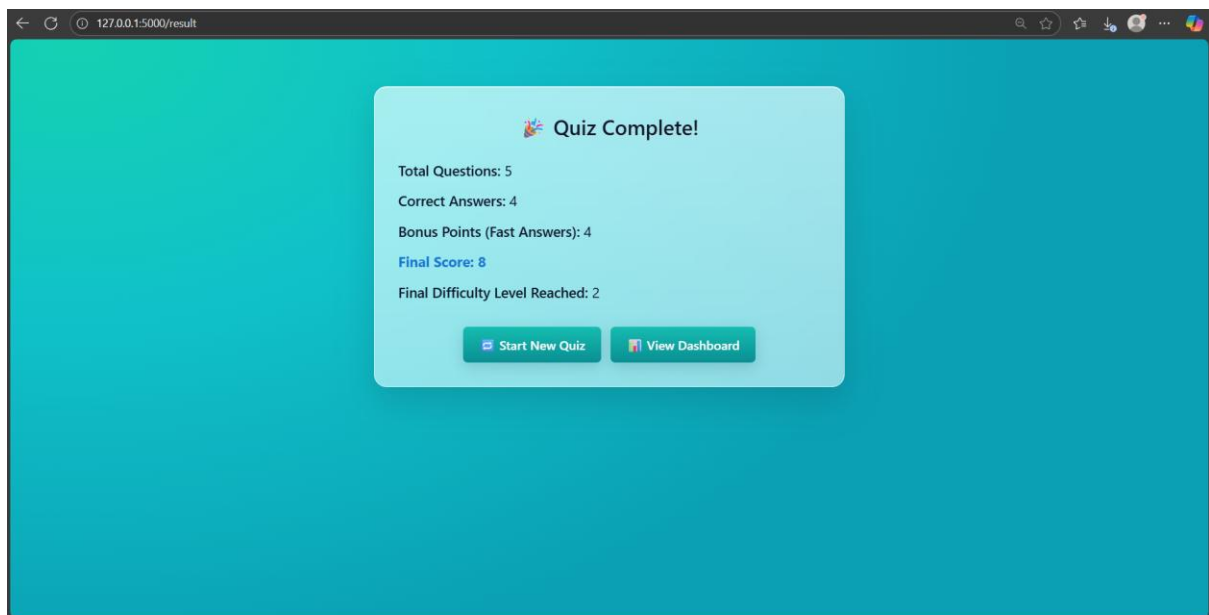 127.0.0.1:5000/result
🎉 Quiz Complete!
Total Questions: 5
Correct Answers: 4
Bonus Points (Fast Answers): 4
Final Score: 8
Final Difficulty Level Reached: 2
🔁 Start New Quiz 📊 View Dashboard